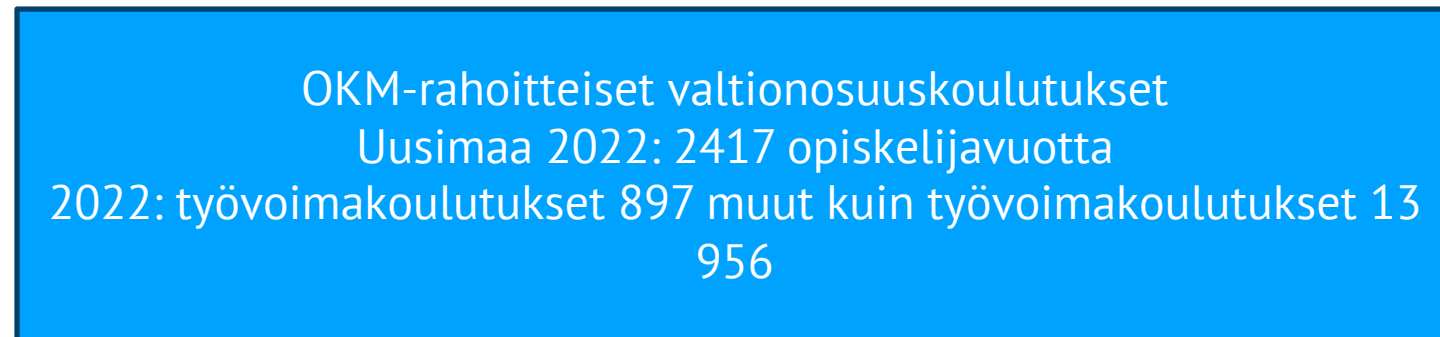 OKM-rahoitteiset valtionosuuskoulutukset
Uusimaa 2022: 2417 opiskelijavuotta
2022: työvoimakoulutukset 897 muut kuin työvoimakoulutukset 13
956